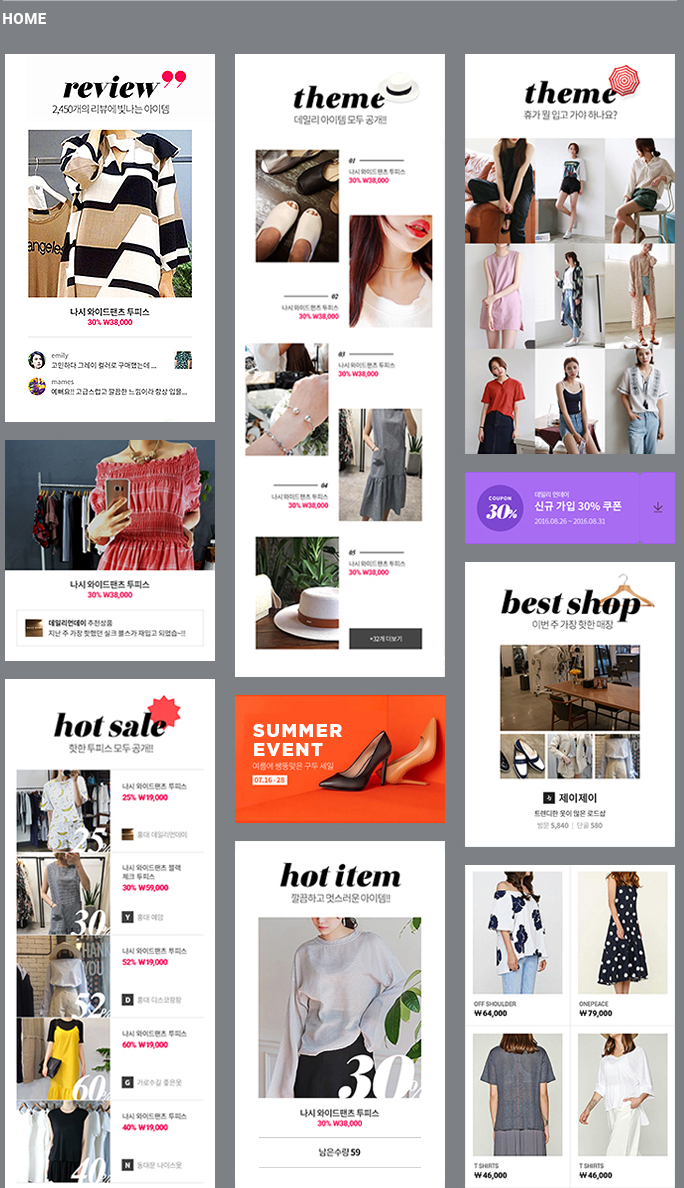 HOME
review
2,450개의 리뷰에 빛나는 아이템
angeles
나시 와이드팬츠 투피스
30% ₩38,000
emily
고민하다 그레이 컬러로 구매했는데 ...
mames
예뻐요!! 고급스럽고 깔끔한 느낌이라 항상 입을...
나시 와이드팬츠 투피스
30% ₩38,000
데일리먼데이 추천상품
지난 주 가장 핫했던 실크 블스가 재입고 되었습~!!
hot sale
핫한 투피스 모두 공개!!
나시 와이드팬츠 투피스
25% ₩19,000
홍대 데일리먼데이
25
나시 와이드팬츠 블랙
체크 투피스
30% ₩59,000
Y 홍대 예앙
30
나시 와이드팬츠 투피스
52% ₩19,000
D 홍대 디스코팡팡
THANK
YOU
52
나시 와이드팬츠 투피스
60% ₩19,000
G 가로수길 좋은옷
60
나시 와이드팬츠 투피스
40% ₩19,000
N 동대문 나이스옷
40
theme
데일리 아이템 모두 공개!!
01
나시 와이드팬츠 투피스
30% ₩38,000
02
나시 와이드팬츠 투피스
30% ₩38,000
03
나시 와이드팬츠 투피스
30% ₩38,000
04
나시 와이드팬츠 투피스
30% ₩38,000
05
나시 와이드팬츠 투피스
30% ₩38,000
+32개 더보기
SUMMER
EVENT
여름에 쌩뚱맞은 구두 세일
07.16 - 28
hot item
깔끔하고 멋스러운 아이템!!
30%
나시 와이드팬츠 투피스
30% ₩38,000
남은수량 59
theme
휴가 뭘 입고 가야 하나요?
COUPON
30%
데일리 먼데이
신규 가입 30% 쿠폰
2016.08.26 ~ 2016.08.31
best shop
이번 주 가장 핫한 매장
제이제이
트렌디한 옷이 많은 로드샵
방문 5,840 | 단골 580
OFF SHOULDER
₩64,000
ONEPEACE
₩79,000
T SHIRTS
₩46,000
T SHIRTS
₩46,000